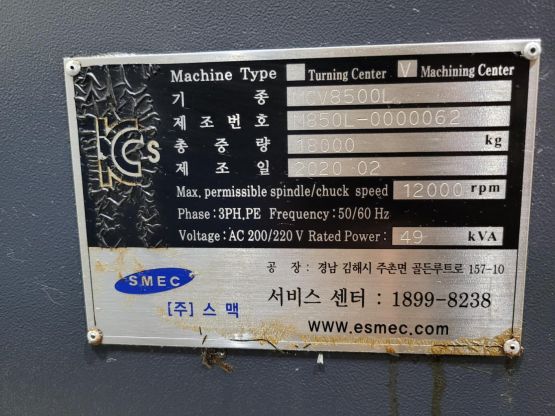 Machine Type Turning Center V Machining Center
기 종 MCV8500L
제 조 번 호 M850L-0000062
총 중 량 18000 kg
제 조 일 2020 02
Max. permissible spindle/chuck speed 12000 rpm
Phase : 3PH,PE Frequency : 50/60 Hz
Voltage : AC 200/220 V Rated Power : 49 kVA
KCs
SMEC
[주] 스 맥
공 장 : 경남 김해시 주촌면 골든루트로 157-10
서비스 센터 : 1899-8238
www.esmec.com